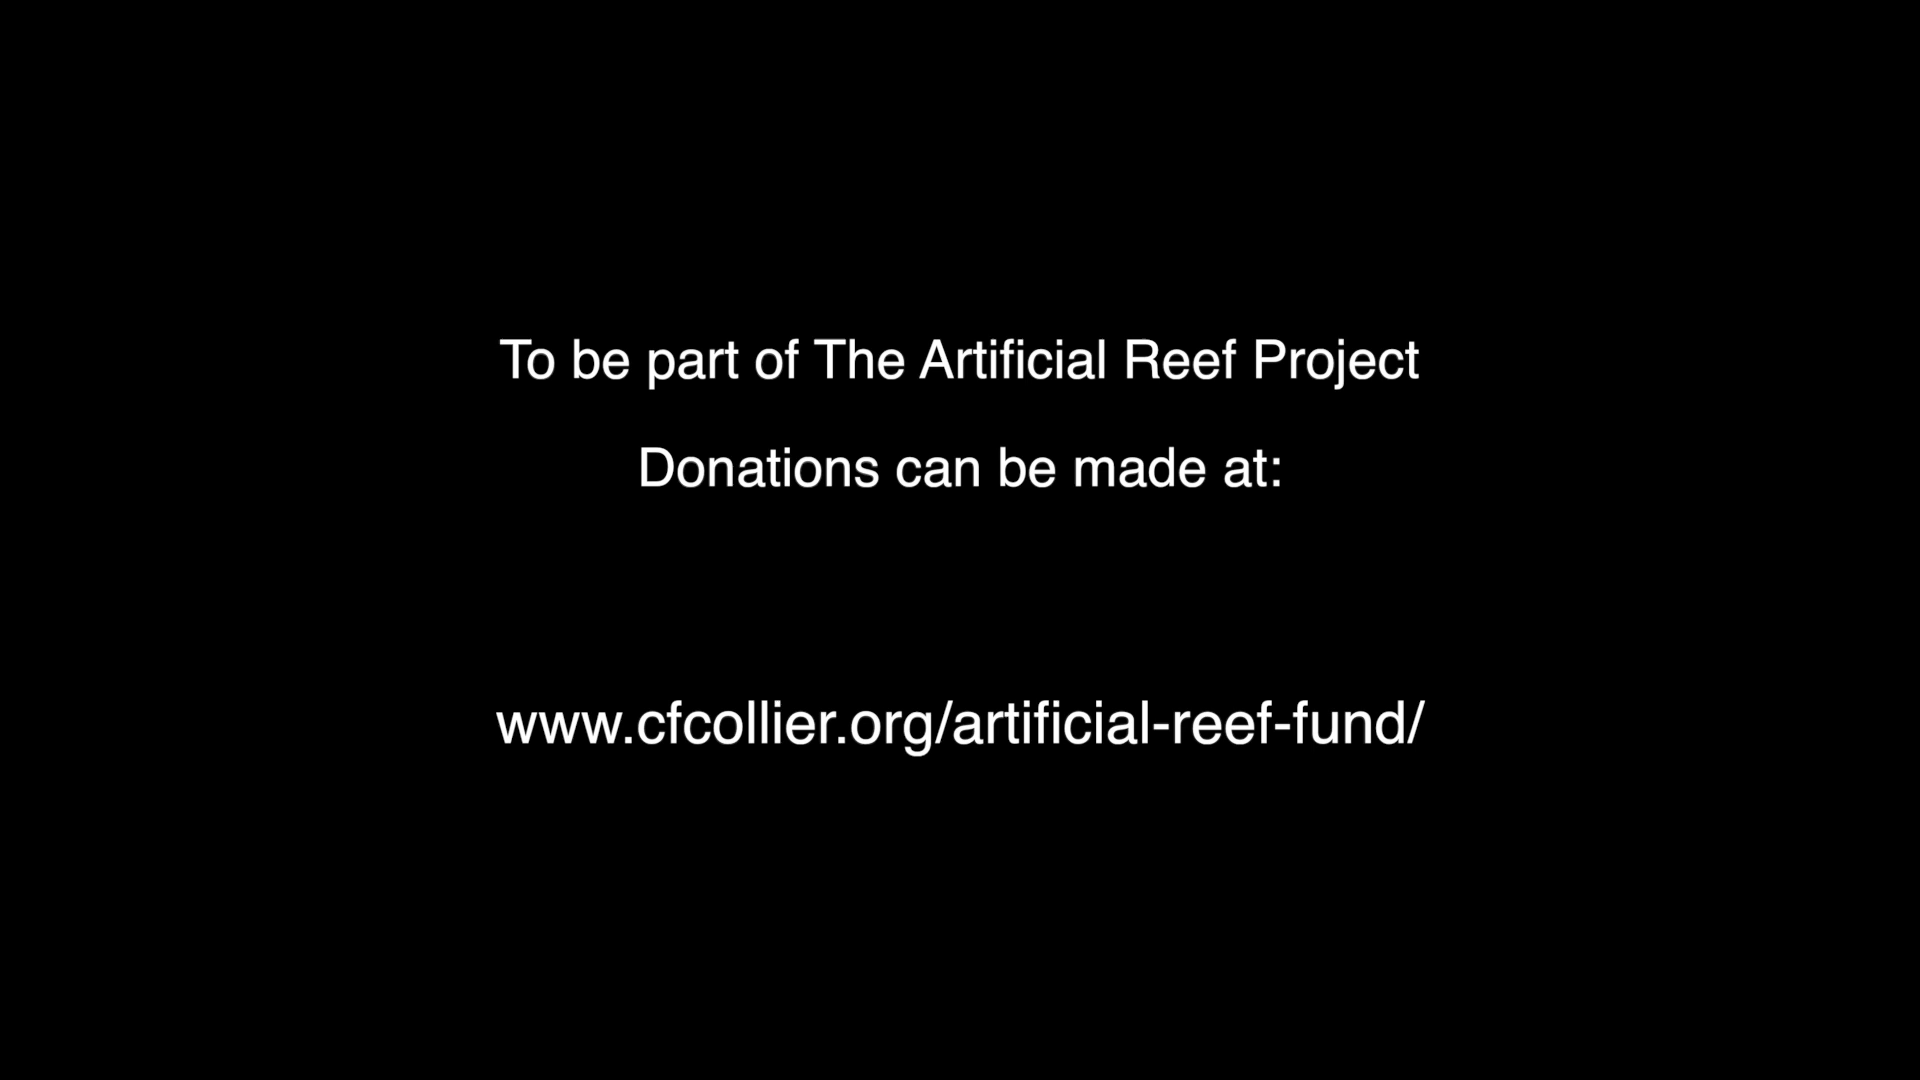 To be part of The Artificial Reef Project
Donations can be made at:
www.cfcollier.org/artificial-reef-fund/